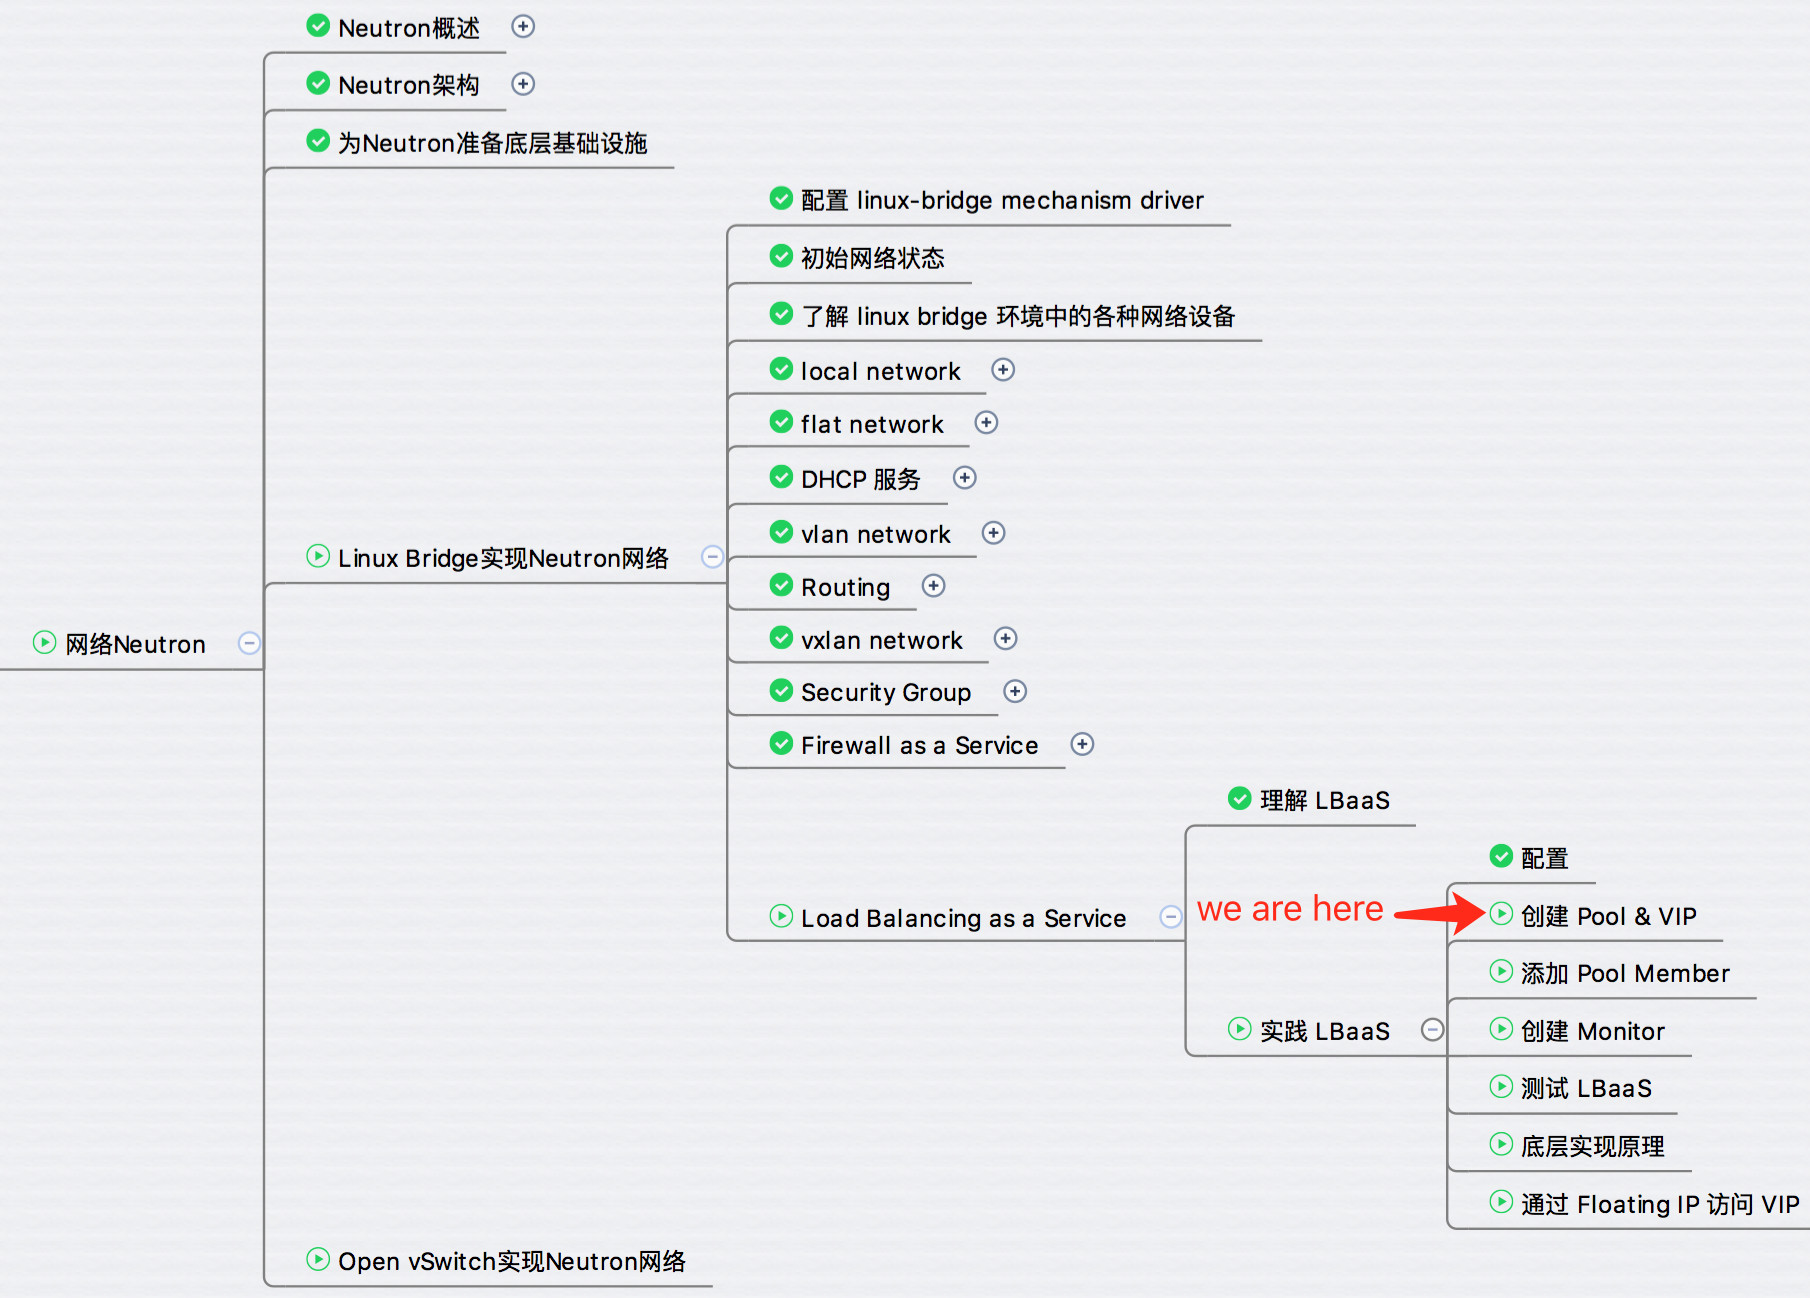 Neutron概述
Neutron架构
为Neutron准备底层基础设施
配置 linux-bridge mechanism driver
初始网络状态
了解 linux bridge 环境中的各种网络设备
local network
flat network
DHCP 服务
vlan network
Linux Bridge实现Neutron网络
Routing
网络Neutron
vxlan network
Security Group
Firewall as a Service
理解 LBaaS
配置
we are here
创建 Pool & VIP
Load Balancing as a Service
添加 Pool Member
实践 LBaaS
创建 Monitor
测试 LBaaS
底层实现原理
通过 Floating IP 访问 VIP
Open vSwitch实现Neutron网络